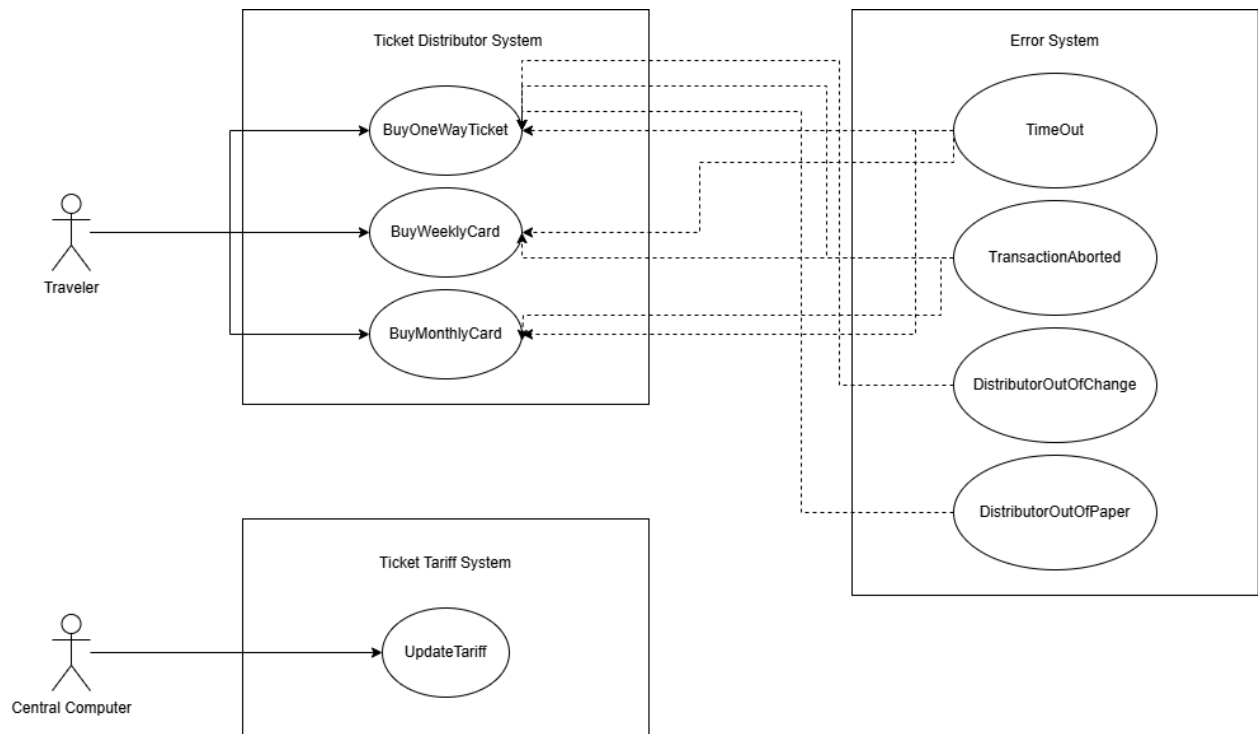 Ticket Distributor System
BuyOneWayTicket
BuyWeeklyCard
BuyMonthlyCard
Traveler
Error System
TimeOut
TransactionAborted
DistributorOutOfChange
DistributorOutOfPaper
Ticket Tariff System
UpdateTariff
Central Computer